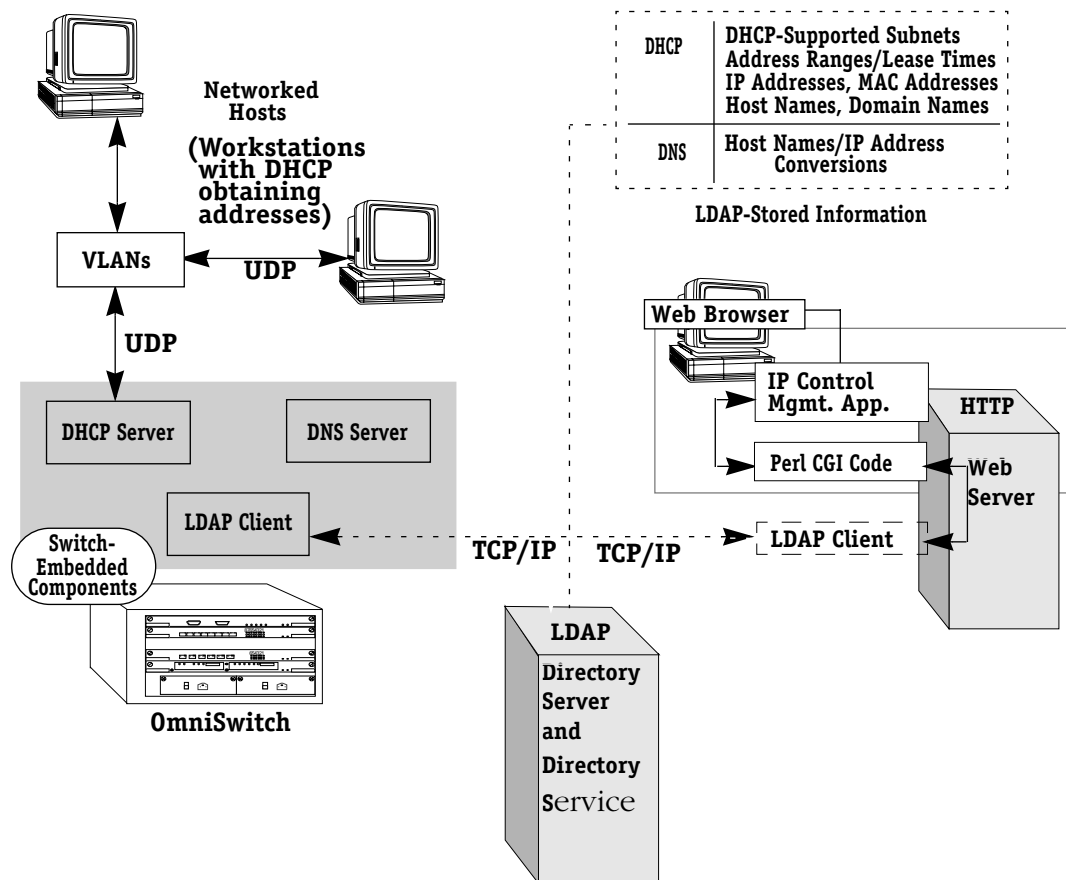 Networked
Hosts
(Workstations
with DHCP
obtaining
addresses)
VLANs
UDP
UDP
DHCP
DHCP-Supported Subnets
Address Ranges/Lease Times
IP Addresses, MAC Addresses
Host Names, Domain Names
DNS
Host Names/IP Address
Conversions
LDAP-Stored Information
Web Browser
IP Control
Mgmt. App.
Perl CGI Code
HTTP
Web
Server
LDAP Client
DHCP Server
DNS Server
LDAP Client
TCP/IP
TCP/IP
Switch-
Embedded
Components
OmniSwitch
LDAP
Directory
Server
and
Directory
Service